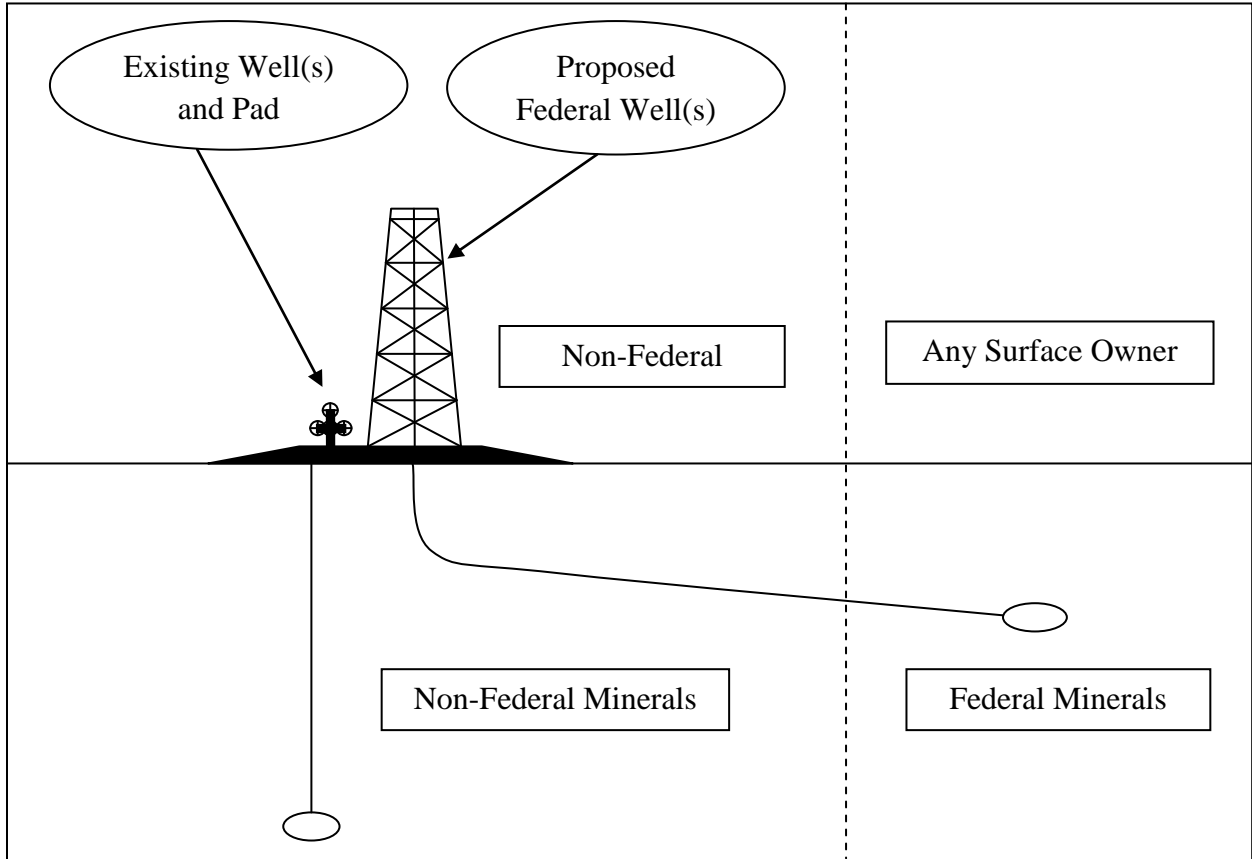 Existing Well(s)
and Pad
Proposed
Federal Well(s)
Non-Federal
Any Surface Owner
Non-Federal Minerals
Federal Minerals